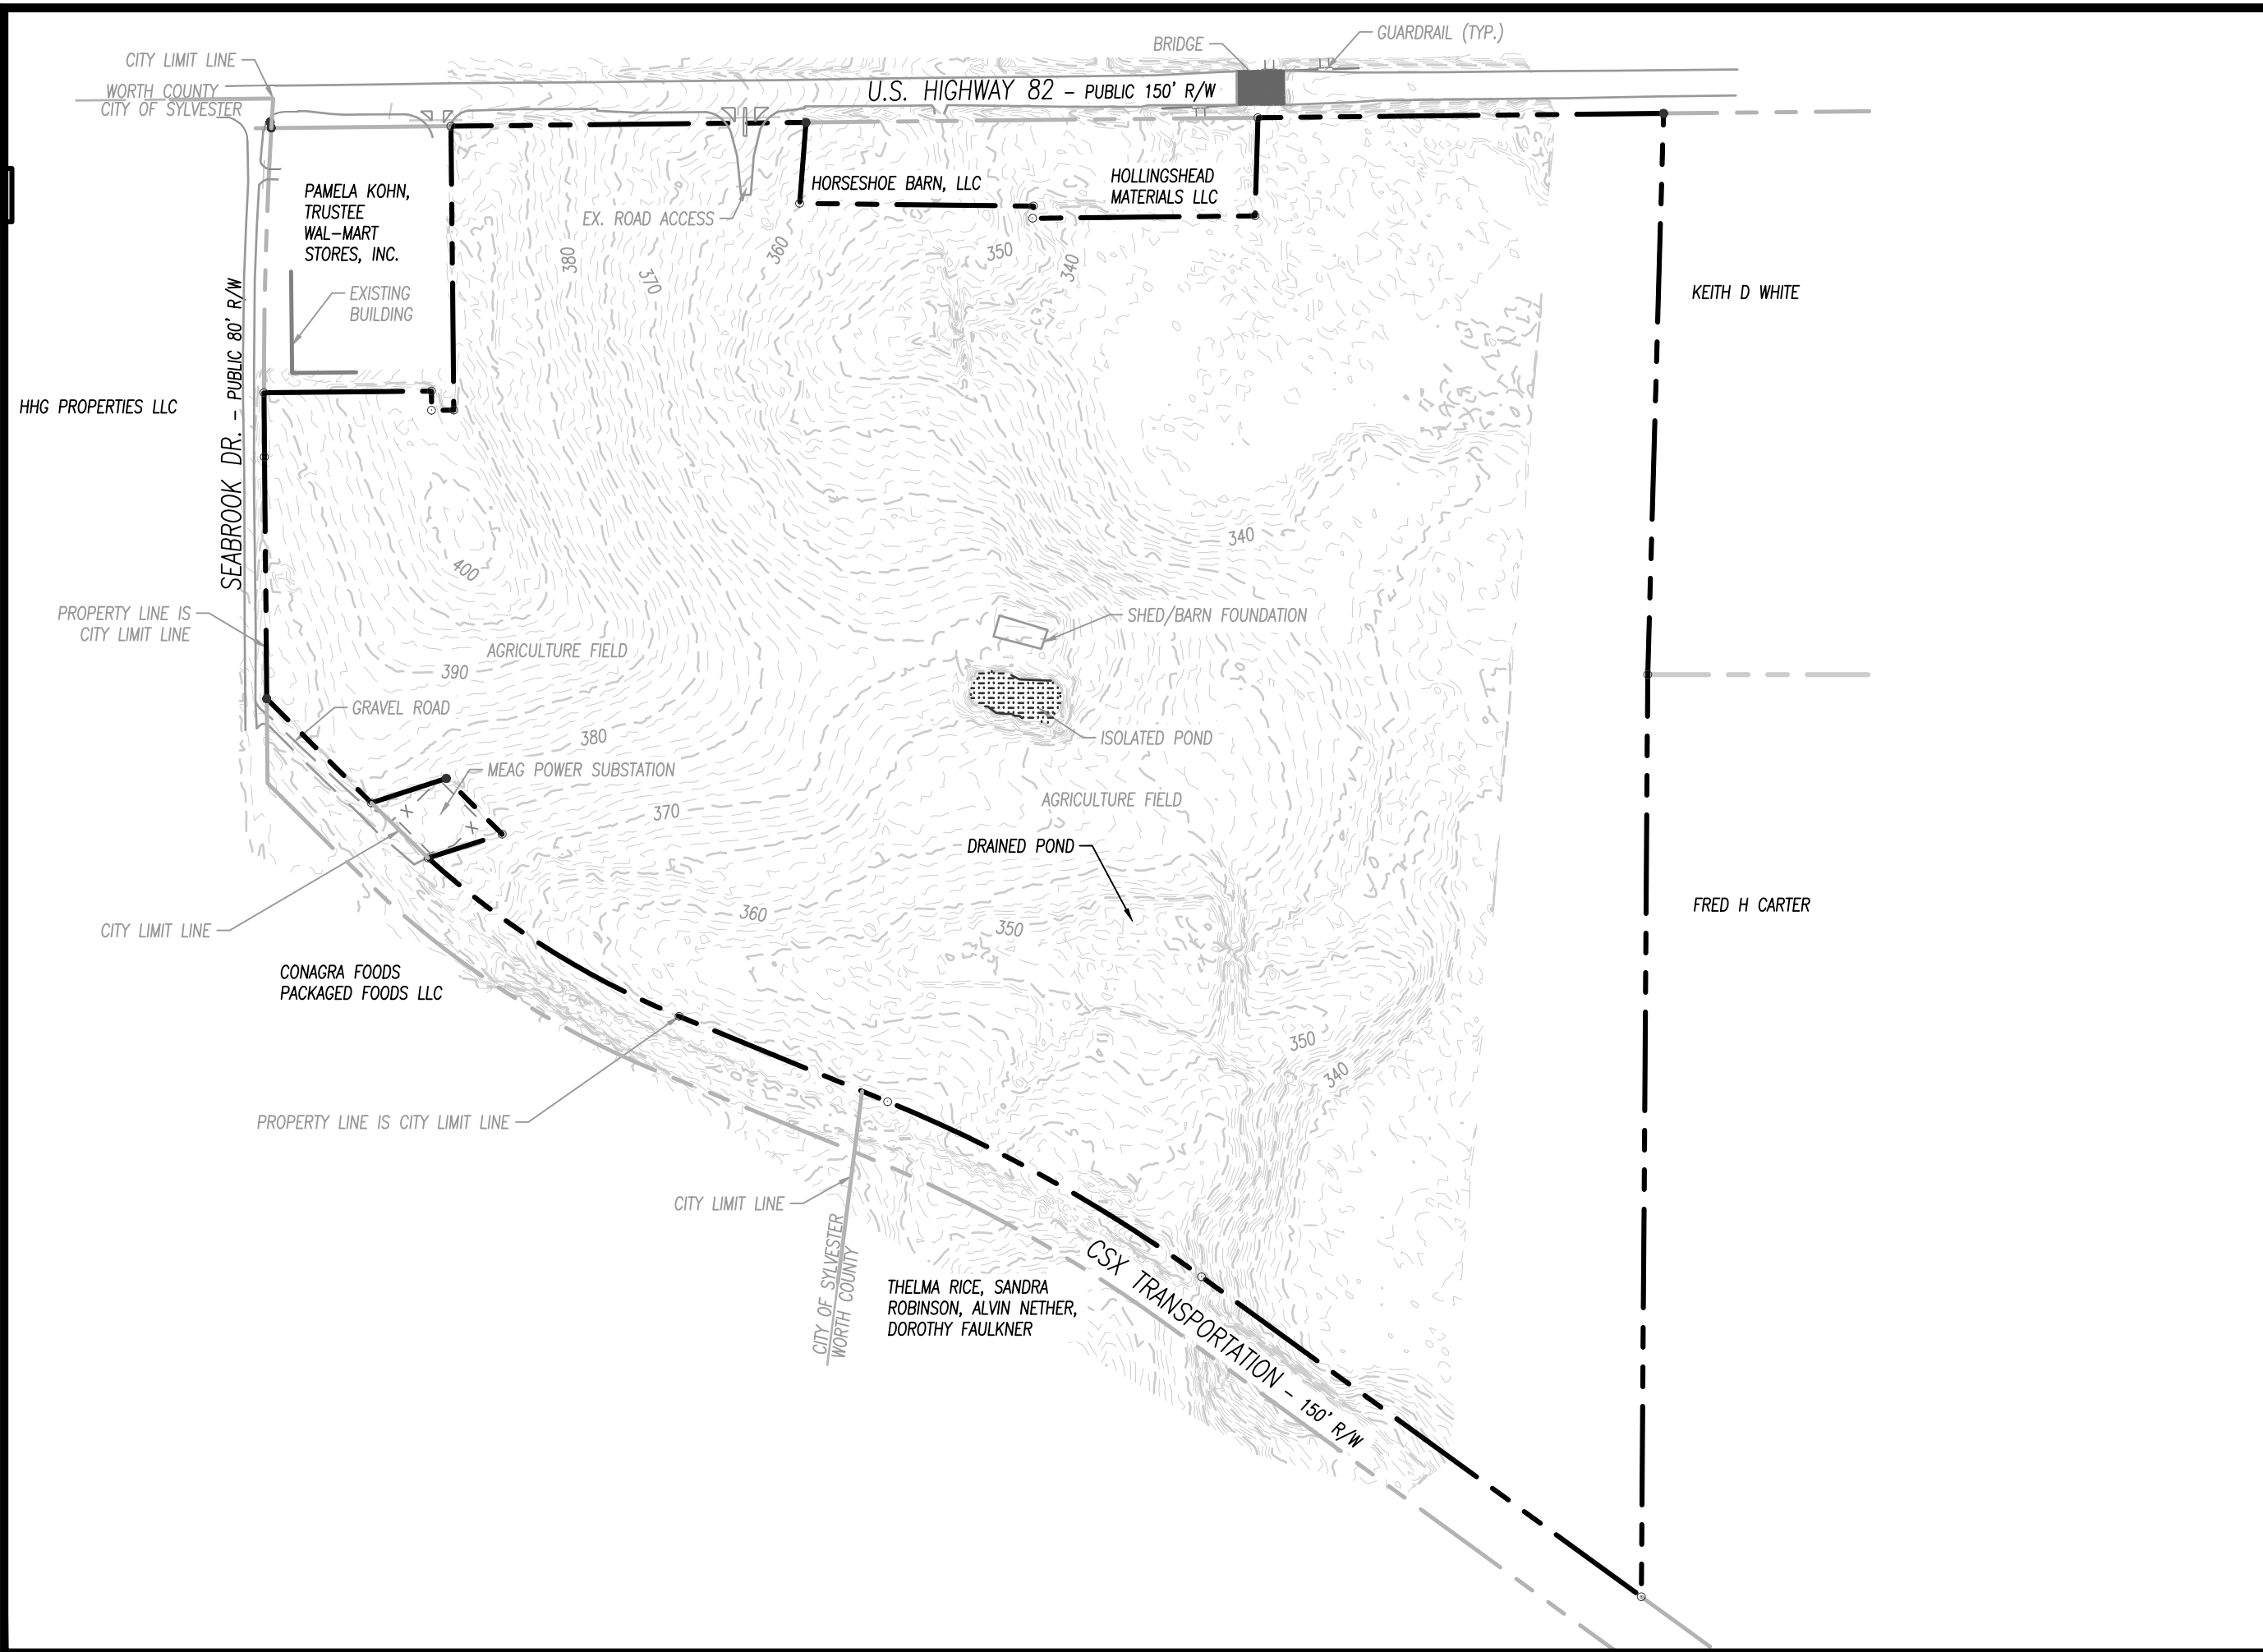 BRIDGE
GUARDRAIL (TYP.)
CITY LIMIT LINE
WORTH COUNTY
CITY OF SYLVESTER
U.S. HIGHWAY 82 – PUBLIC 150' R/W
PAMELA KOHN,
TRUSTEE
WAL–MART
STORES, INC.
HORSESHOE BARN, LLC
HOLLINGSHEAD
MATERIALS LLC
EX. ROAD ACCESS
380
370
360
350
340
EXISTING
BUILDING
KEITH D WHITE
HHG PROPERTIES LLC
SEABROOK DR. – PUBLIC 80' R/W
400
340
PROPERTY LINE IS
CITY LIMIT LINE
SHED/BARN FOUNDATION
AGRICULTURE FIELD
390
GRAVEL ROAD
380
ISOLATED POND
MEAG POWER SUBSTATION
X
X
370
AGRICULTURE FIELD
DRAINED POND
360
350
FRED H CARTER
CITY LIMIT LINE
CONAGRA FOODS
PACKAGED FOODS LLC
350
340
PROPERTY LINE IS CITY LIMIT LINE
CITY LIMIT LINE
CITY OF SYLVESTER
WORTH COUNTY
THELMA RICE, SANDRA
ROBINSON, ALVIN NETHER,
DOROTHY FAULKNER
CSX TRANSPORTATION – 150' R/W